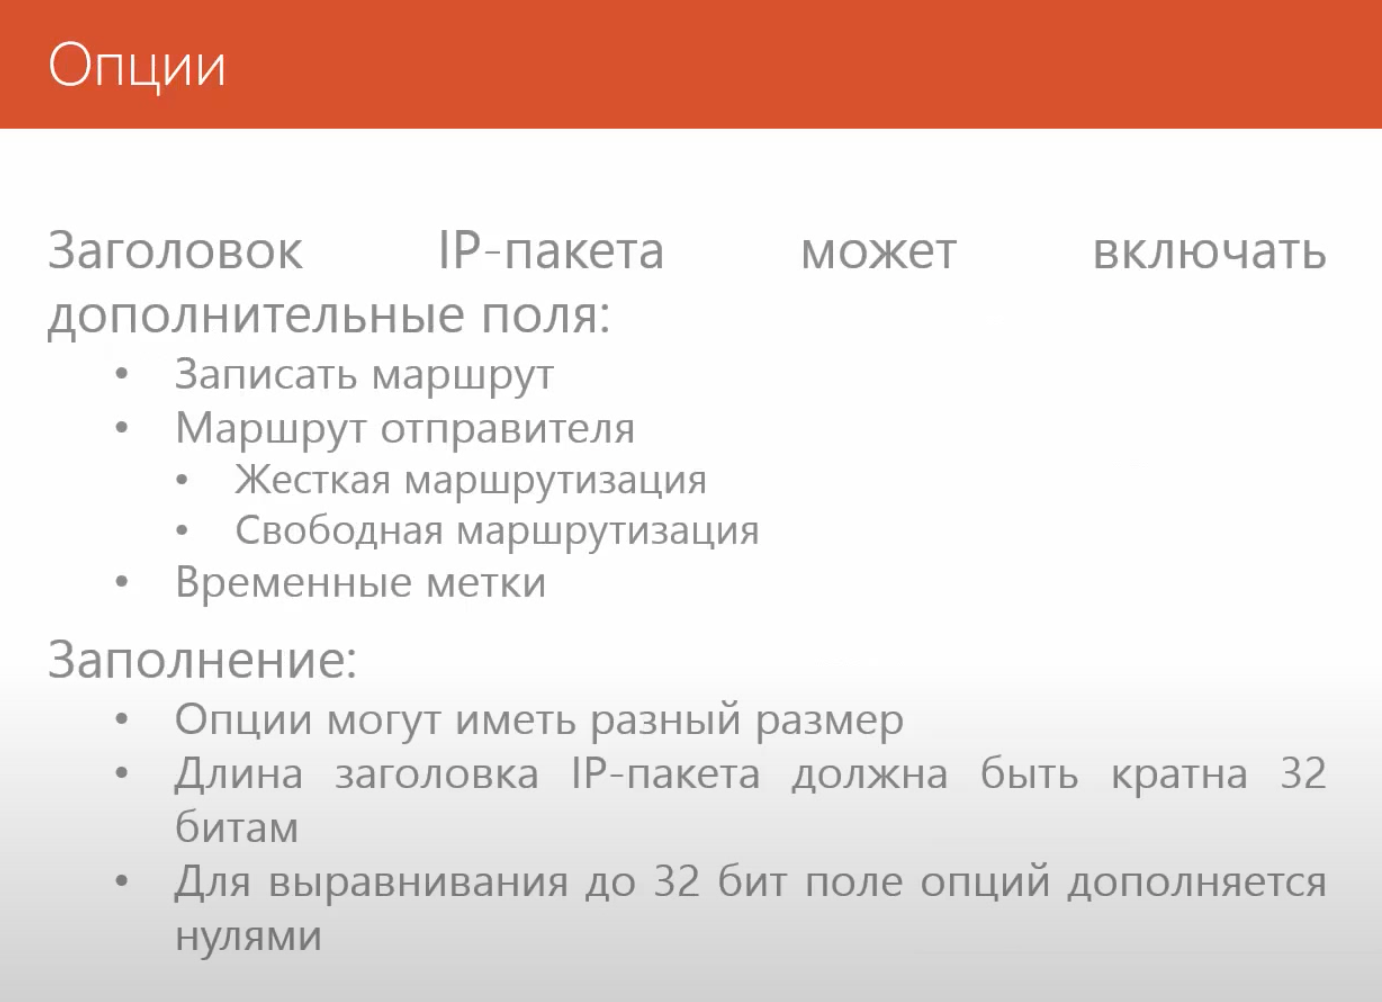 Опции
Заголовок IP-пакета может включать
дополнительные поля:
• Записать маршрут
• Маршрут отправителя
• Жесткая маршрутизация
• Свободная маршрутизация
• Временные метки
Заполнение:
• Опции могут иметь разный размер
• Длина заголовка IP-пакета должна быть кратна 32
битам
• Для выравнивания до 32 бит поле опций дополняется
нулями